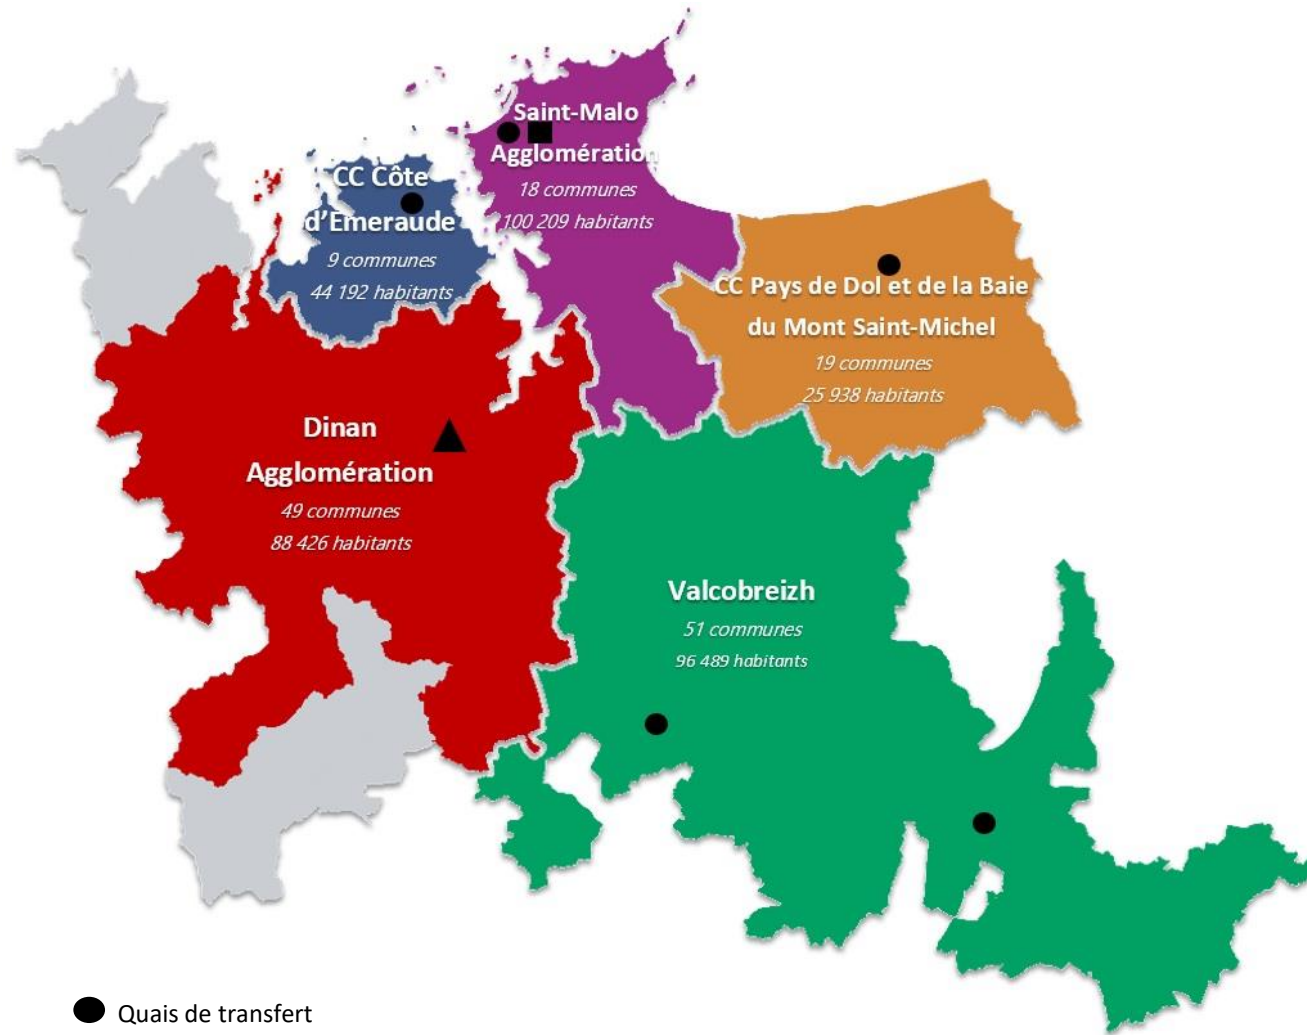 Saint-Malo
Agglomération
18 communes
100 209 habitants
CC Côte
d'Emeraude
9 communes
44 192 habitants
CC Pays de Dol et de la Baie
du Mont Saint-Michel
19 communes
25 938 habitants
Dinan
Agglomération
49 communes
88 426 habitants
Valcobreizh
51 communes
96 489 habitants
Quais de transfert